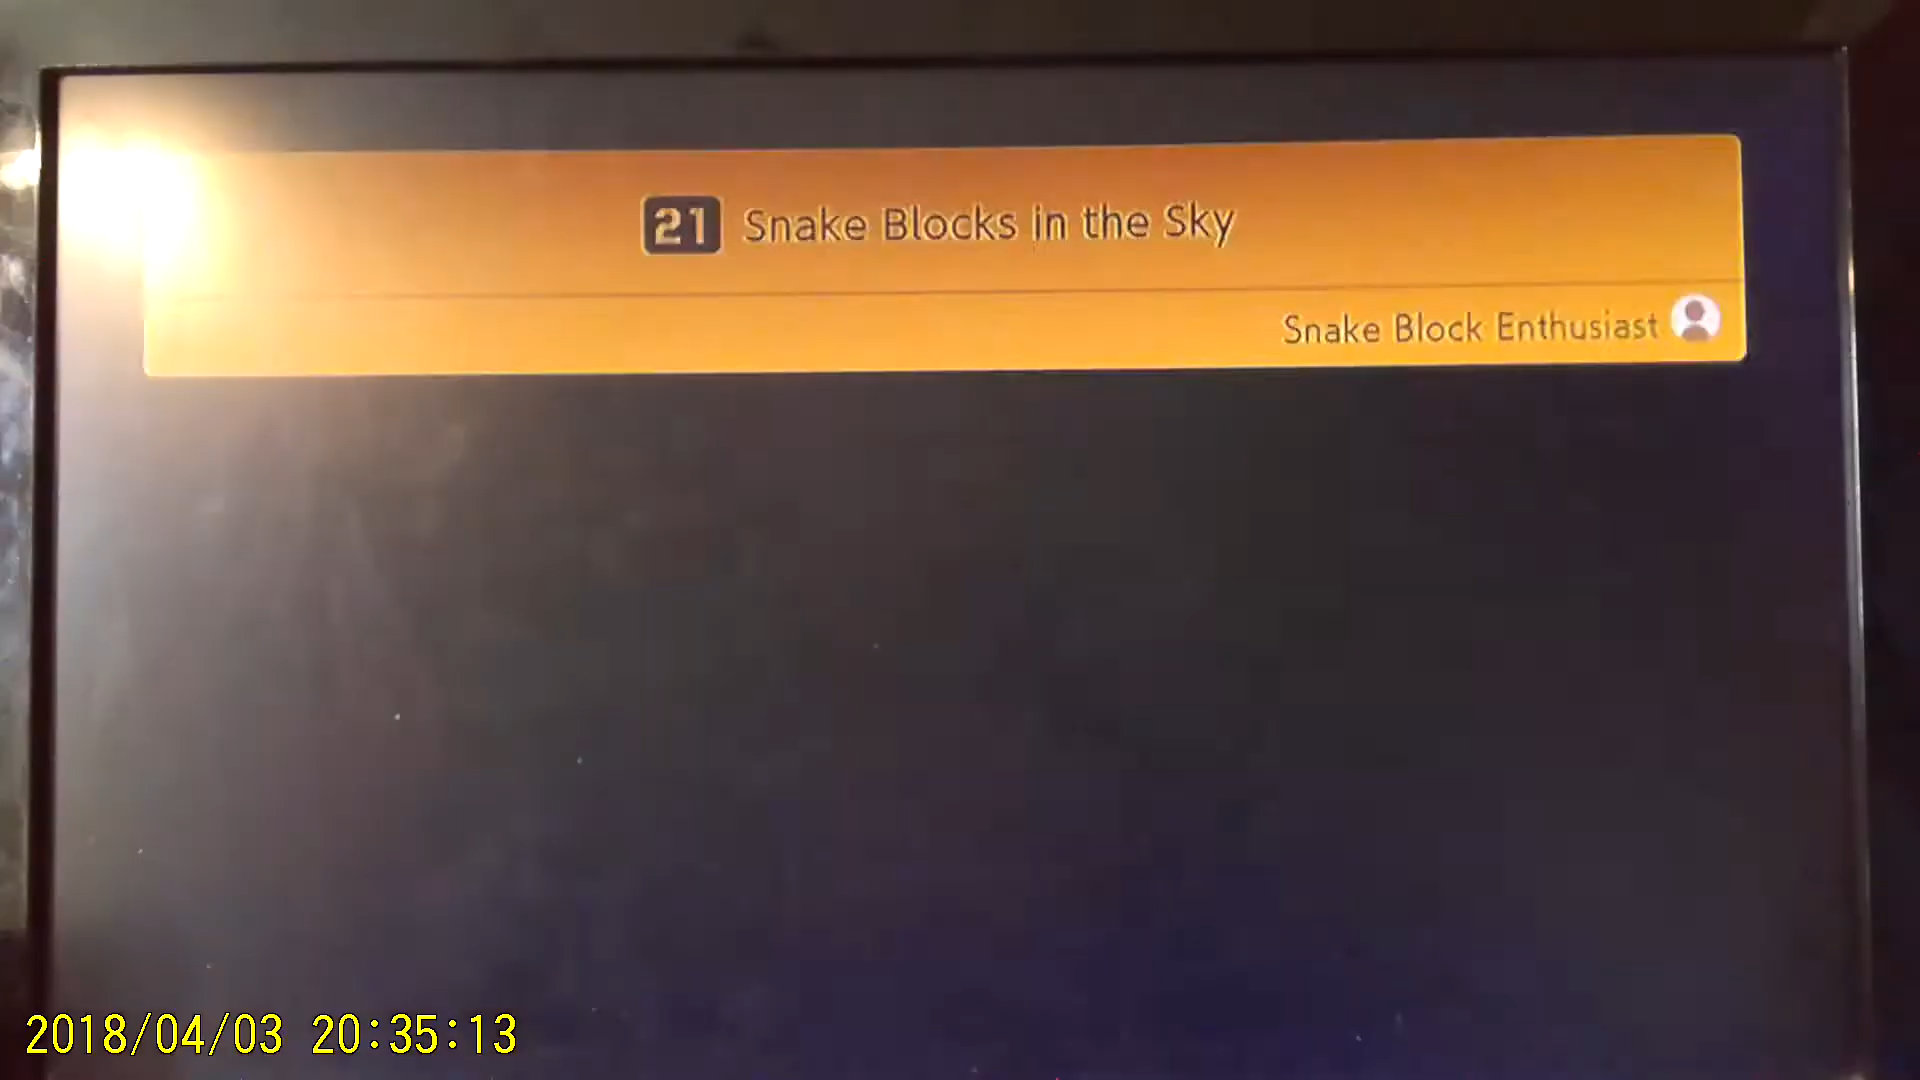 21 Snake Blocks in the Sky
Snake Block Enthusiast
2018/04/03 20:35:13